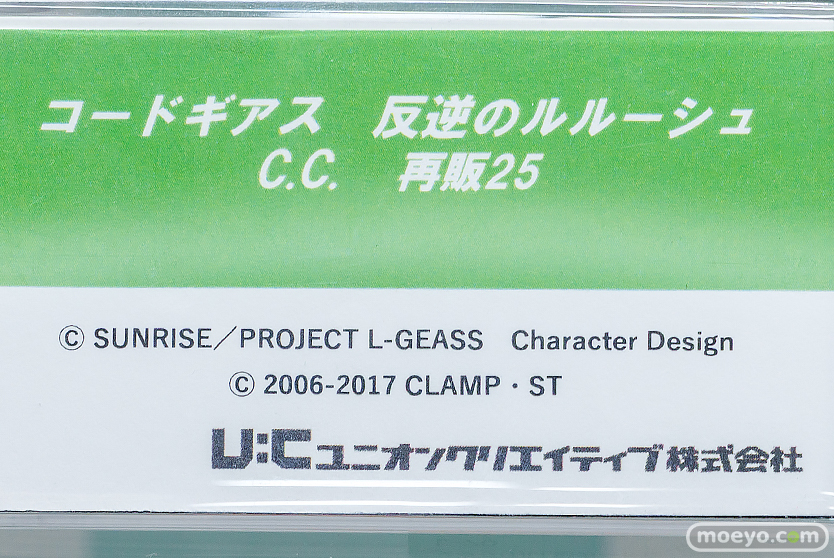 コードギアス　反逆のルルーシュ
C.C.　再販25
© SUNRISE／PROJECT L-GEASS　Character Design
© 2006-2017 CLAMP・ST
U:C ユニオンクリエイティブ株式会社
moeyo.com